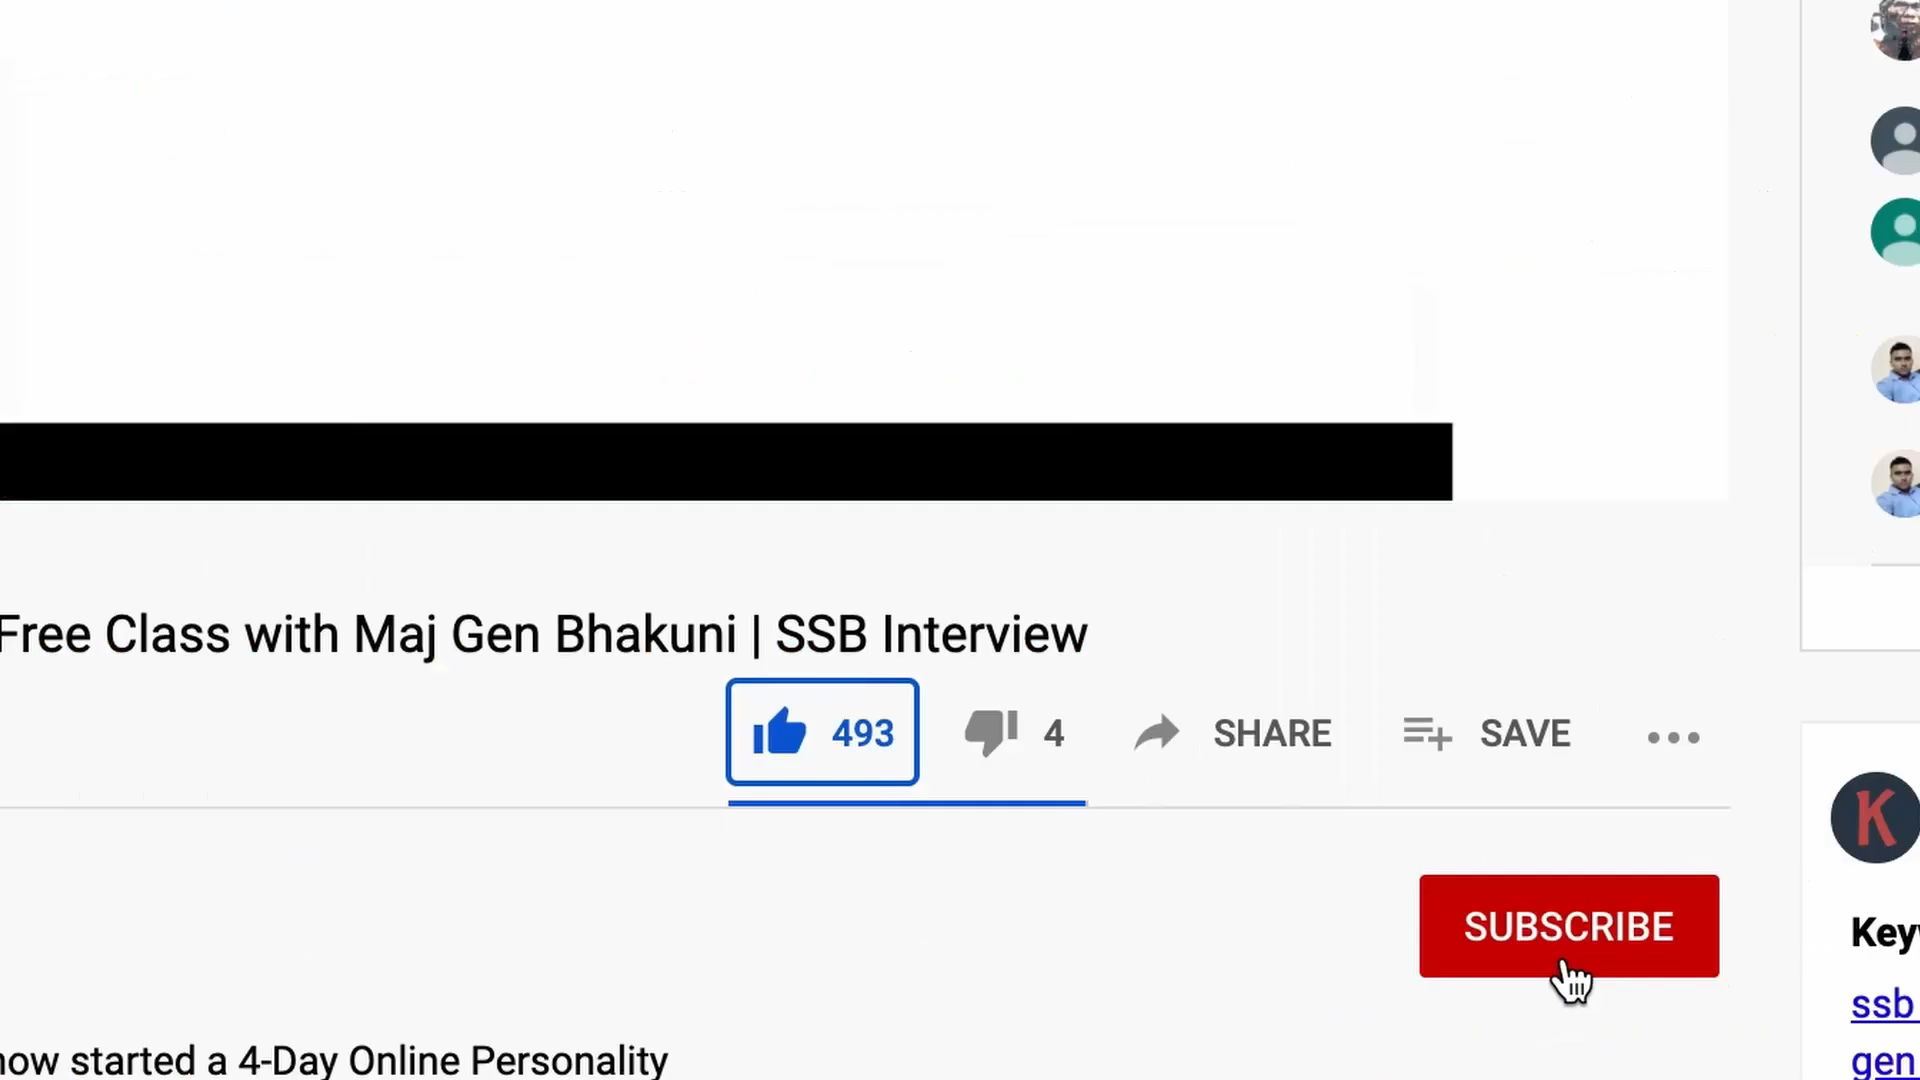 Free Class with Maj Gen Bhakuni | SSB Interview
493
4
SHARE
SAVE
SUBSCRIBE
K
ssb
gen
now started a 4-Day Online Personality